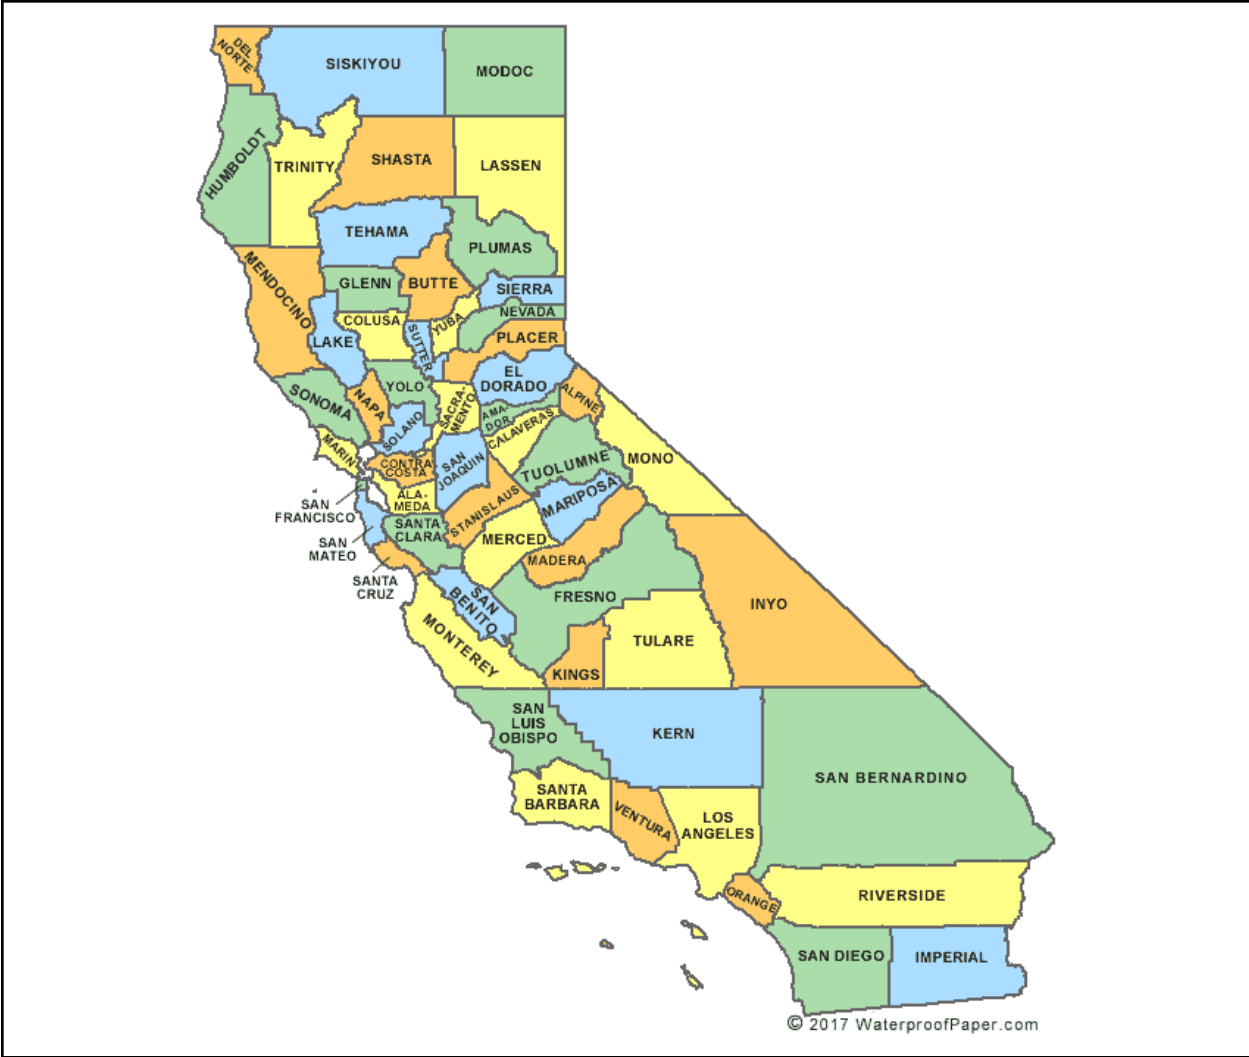 DEL
NORTE
SISKIYOU
MODOC
HUMBOLDT
TRINITY
SHASTA
LASSEN
TEHAMA
PLUMAS
MENDOCINO
GLENN
BUTTE
SIERRA
NEVADA
COLUSA
YUBA
SUTTER
PLACER
LAKE
EL
DORADO
YOLO
SONOMA
NAPA
SACRA-
MENTO
ALPINE
AMA-
DOR
SOLANO
CALAVERAS
MARIN
CONTRA
COSTA
SAN
JOAQUIN
TUOLUMNE
MONO
ALA-
MEDA
STANISLAUS
MARIPOSA
SAN
FRANCISCO
SANTA
CLARA
MERCED
SAN
MATEO
MADERA
SANTA
CRUZ
SAN
BENITO
FRESNO
INYO
MONTEREY
TULARE
KINGS
SAN
LUIS
OBISPO
KERN
SAN BERNARDINO
SANTA
BARBARA
VENTURA
LOS
ANGELES
ORANGE
RIVERSIDE
SAN DIEGO
IMPERIAL
© 2017 WaterproofPaper.com